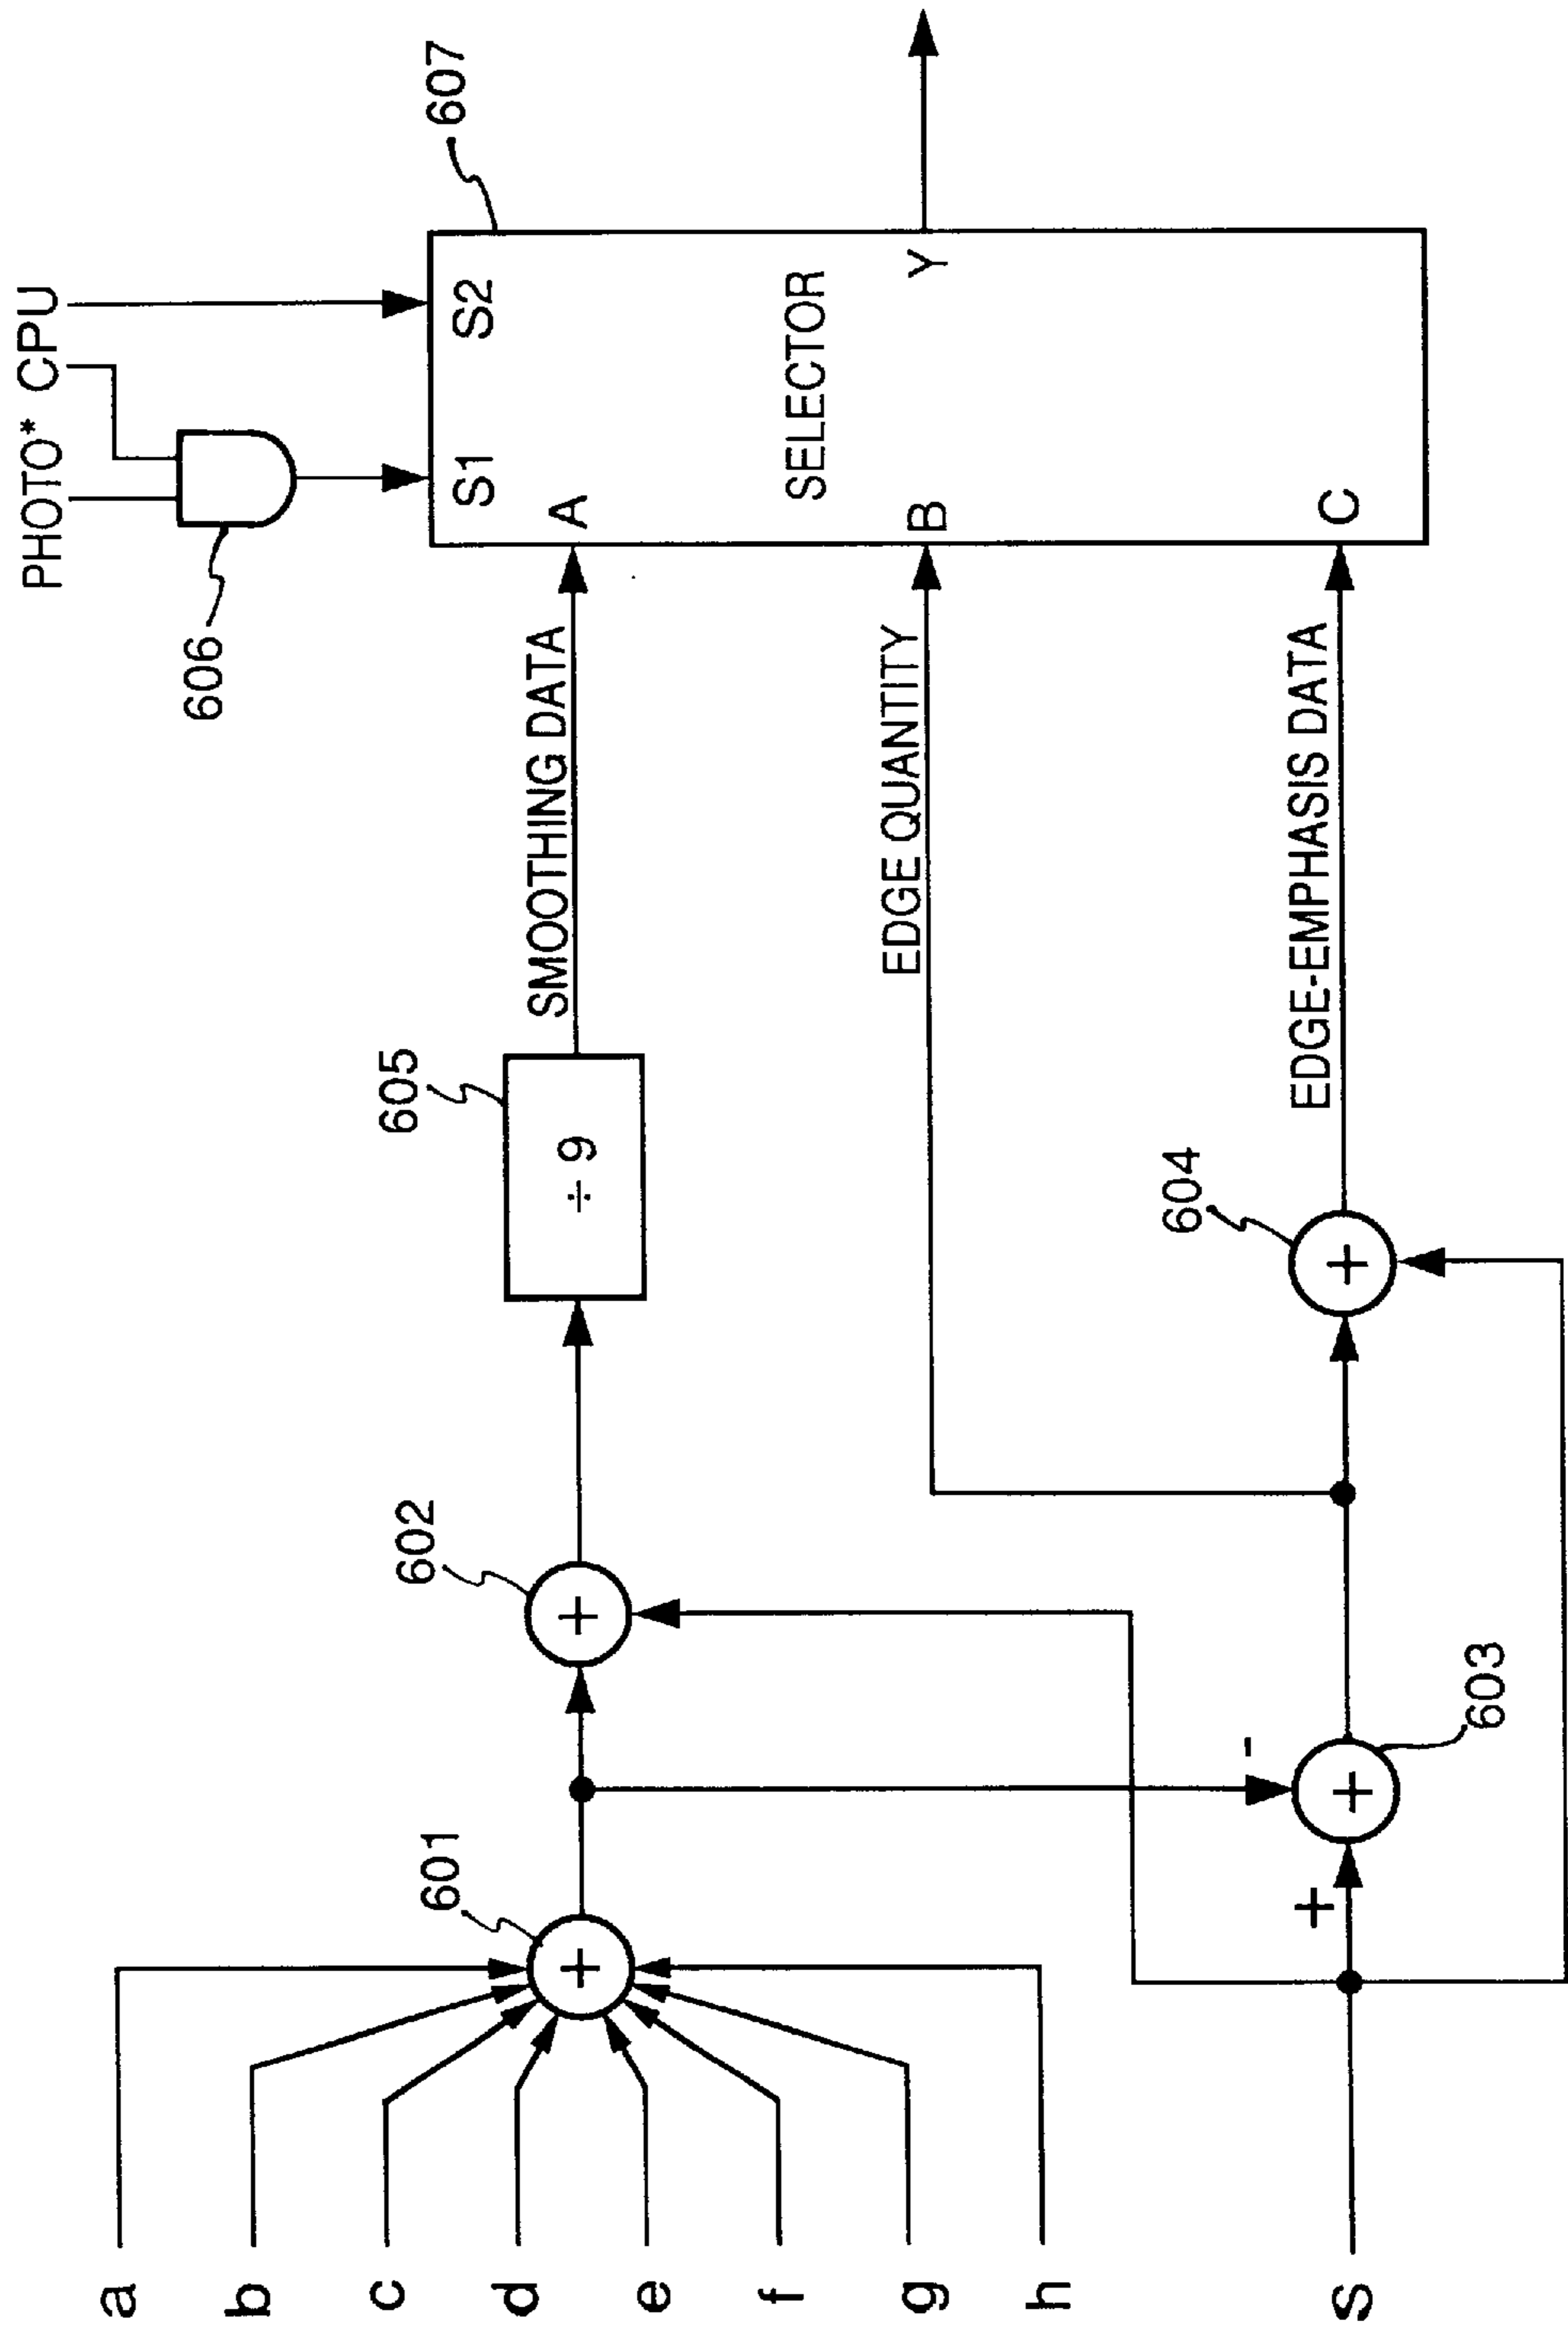 PHOTO* CPU
606
607
S1 S2
A
SELECTOR
B
Y
C
SMOOTHING DATA
EDGE QUANTITY
EDGE-EMPHASIS DATA
605
÷ 9
604
+
602
+
601
+
-
+
603
+
a
b
c
d
e
f
g
h
s